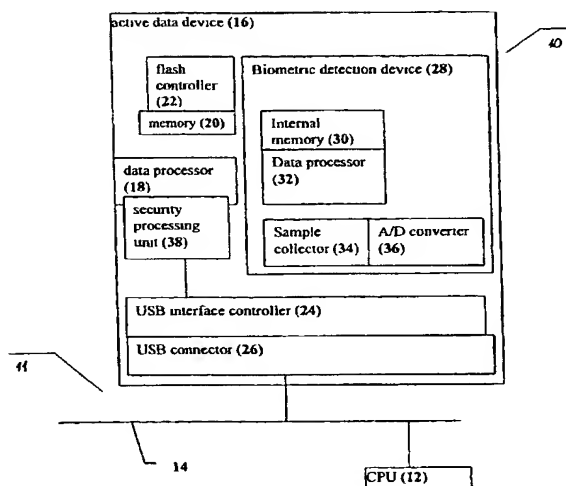 active data device (16)
40
flash
controller
(22)
memory (20)
Biometric detection device (28)
Internal
memory (30)
Data processor
(32)
data processor
(18)
security
processing
unit (38)
Sample
collector (34)
A/D converter
(36)
USB interface controller (24)
USB connector (26)
11
14
CPU (12)